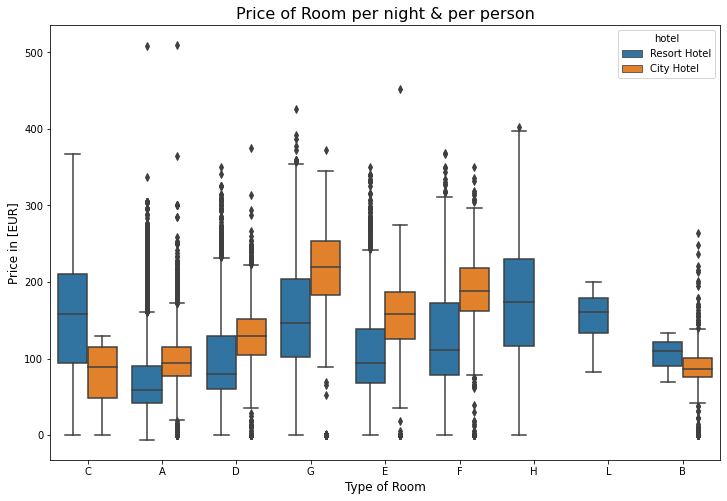 Price of Room per night & per person
hotel
Resort Hotel
City Hotel
Price in [EUR]
500
400
300
200
100
0
C A D G E F H L B
Type of Room